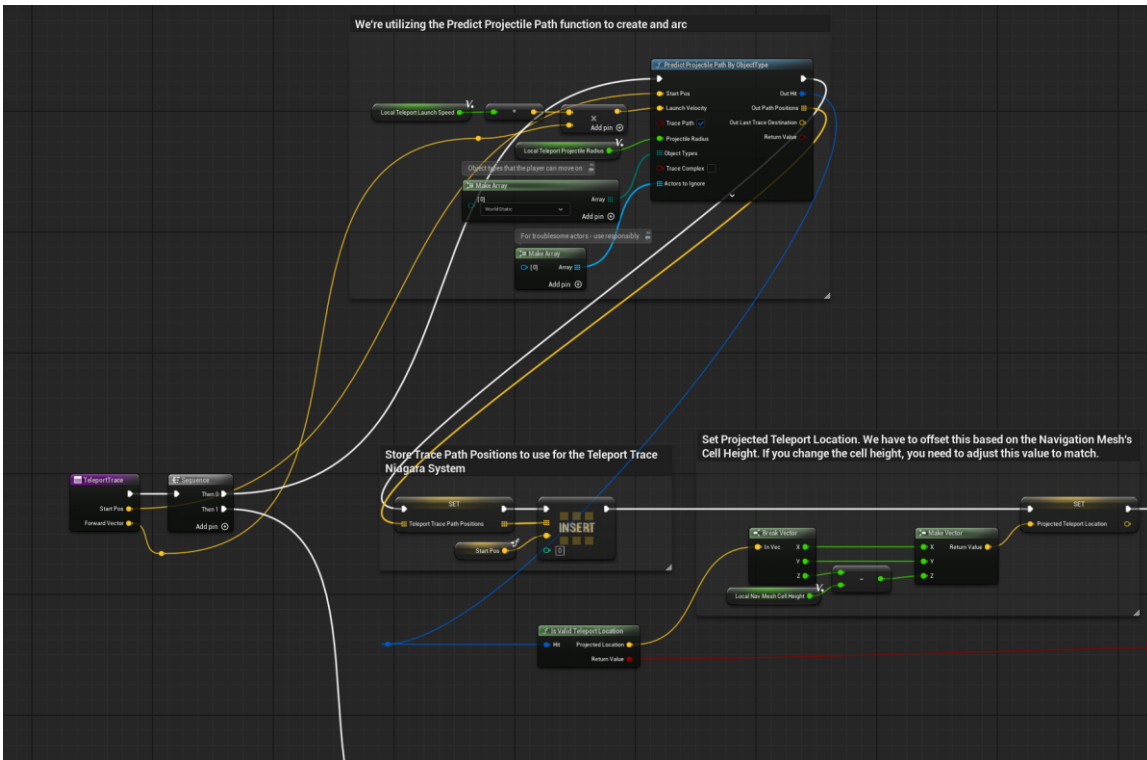 We're utilizing the Predict Projectile Path function to create and arc
Predict Projectile Path By ObjectType
Start Pos
Launch Velocity
Trace Path
Projectile Radius
Object Types
Trace Complex
Actors to Ignore
Out Hit
Out Path Positions
Out Last Trace Destination
Return Value
Local Teleport Launch Speed
Add pin
Local Teleport Projectile Radius
Object types that the player can move on
Make Array
[0]
WorldStatic
Array
Add pin
For troublesome actors - use responsibly
Make Array
[0]
Array
Add pin
TeleportTrace
Start Pos
Forward Vector
Sequence
Then 0
Then 1
Add pin
Store Trace Path Positions to use for the Teleport Trace
Niagara System
SET
Teleport Trace Path Positions
INSERT
Start Pos
0
Set Projected Teleport Location. We have to offset this based on the Navigation Mesh's
Cell Height. If you change the cell height, you need to adjust this value to match.
Break Vector
In Vec
X
Y
Z
Local Nav Mesh Cell Height
-
Make Vector
X
Y
Z
Return Value
SET
Projected Teleport Location
Is Valid Teleport Location
Hit
Projected Location
Return Value